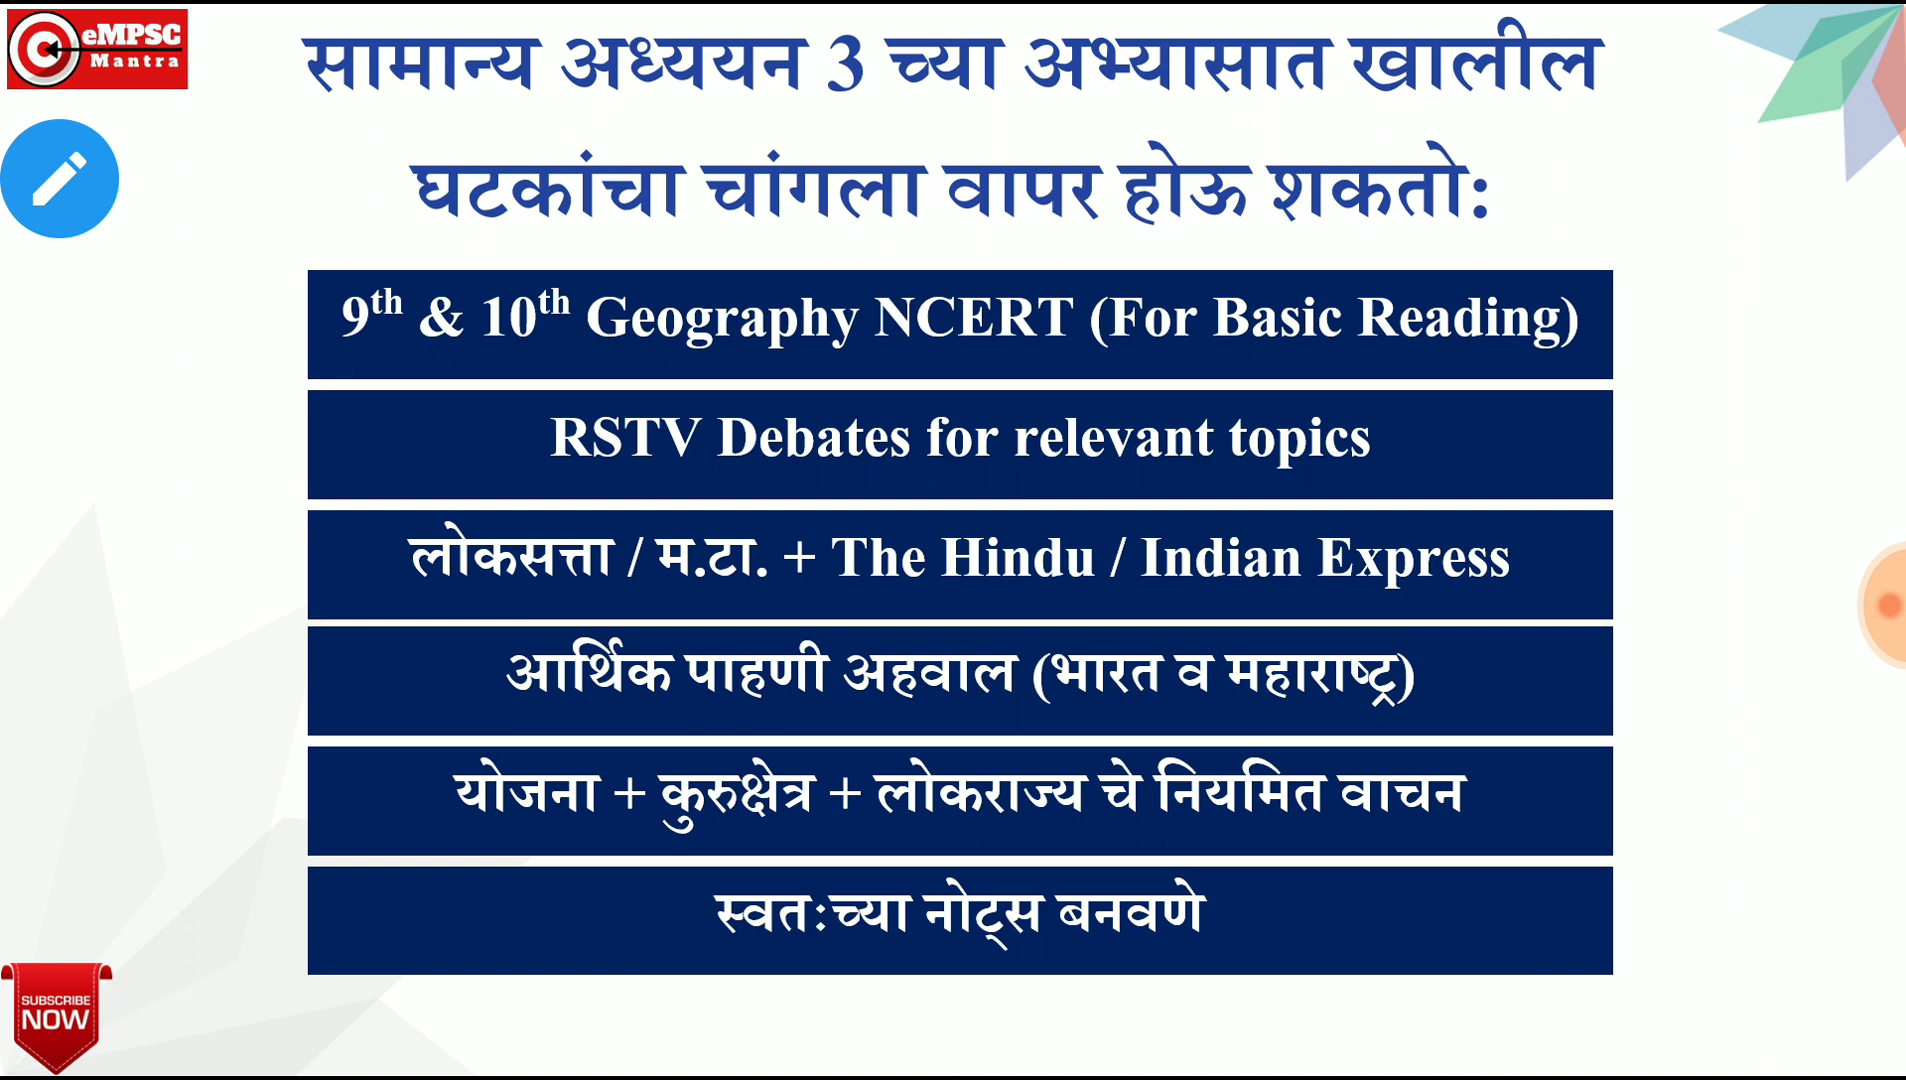 eMPSC
Mantra
सामान्य अध्ययन 3 च्या अभ्यासात खालील
घटकांचा चांगला वापर होऊ शकतो:
9th & 10th Geography NCERT (For Basic Reading)
RSTV Debates for relevant topics
लोकसत्ता / म.टा. + The Hindu / Indian Express
आर्थिक पाहणी अहवाल (भारत व महाराष्ट्र)
योजना + कुरुक्षेत्र + लोकराज्य चे नियमित वाचन
स्वतःच्या नोट्स बनवणे
SUBSCRIBE
NOW